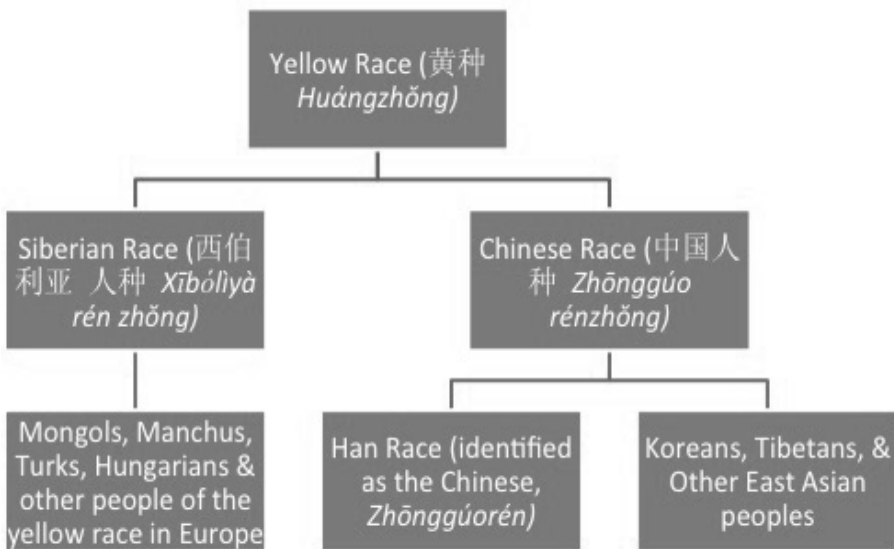 Yellow Race (黄种
Huángzhǒng)
Siberian Race (西伯
利亚 人种 Xībólìyà
rén zhǒng)
Chinese Race (中国人
种 Zhōnggúo
rénzhǒng)
Mongols, Manchus,
Turks, Hungarians &
other people of the
yellow race in Europe
Han Race (identified
as the Chinese,
Zhōnggúorén)
Koreans, Tibetans, &
Other East Asian
peoples